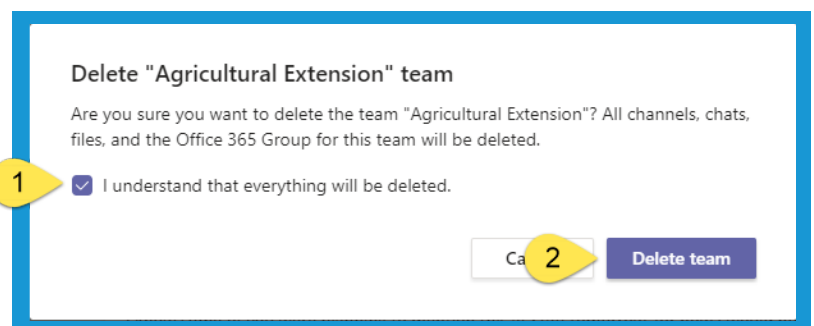 Delete "Agricultural Extension" team
Are you sure you want to delete the team "Agricultural Extension"? All channels, chats,
files, and the Office 365 Group for this team will be deleted.
1
I understand that everything will be deleted.
2
Delete team